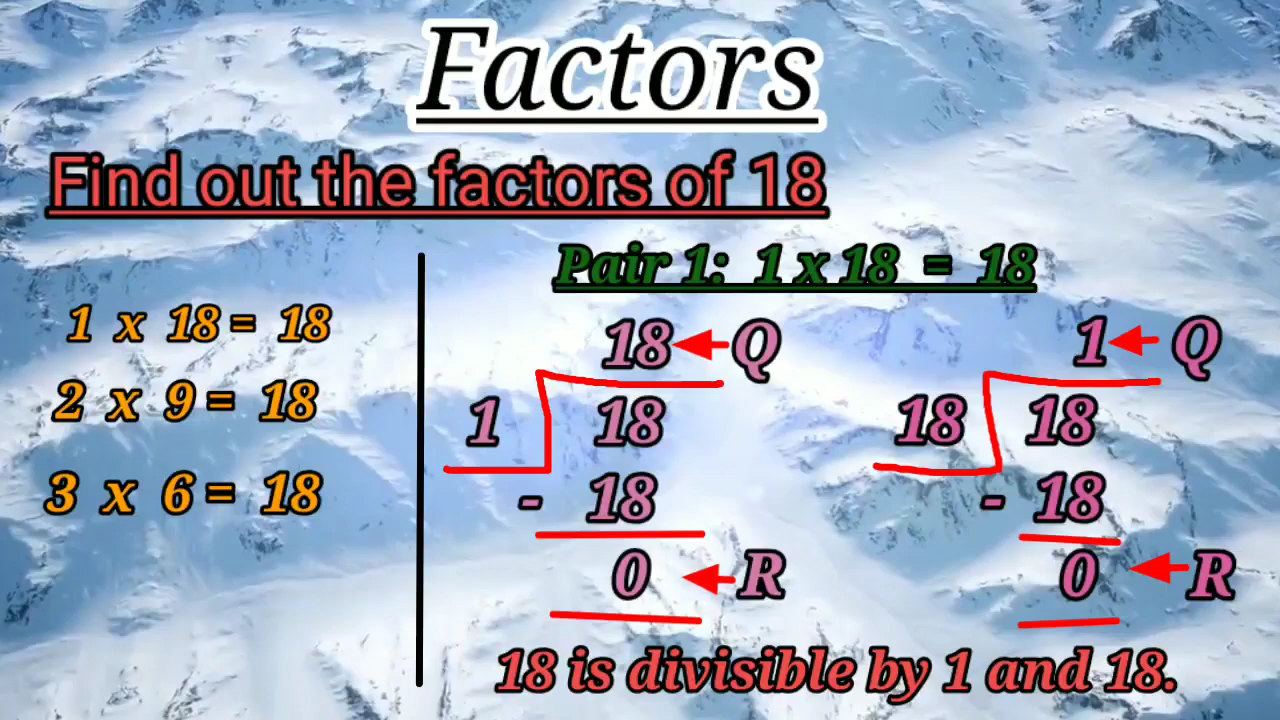 Factors
Find out the factors of 18
1 x 18 = 18
2 x 9 = 18
3 x 6 = 18
Pair 1: 1 x 18 = 18
18 Q
1 18
- 18
0 R
1 Q
18 18
- 18
0 R
18 is divisible by 1 and 18.